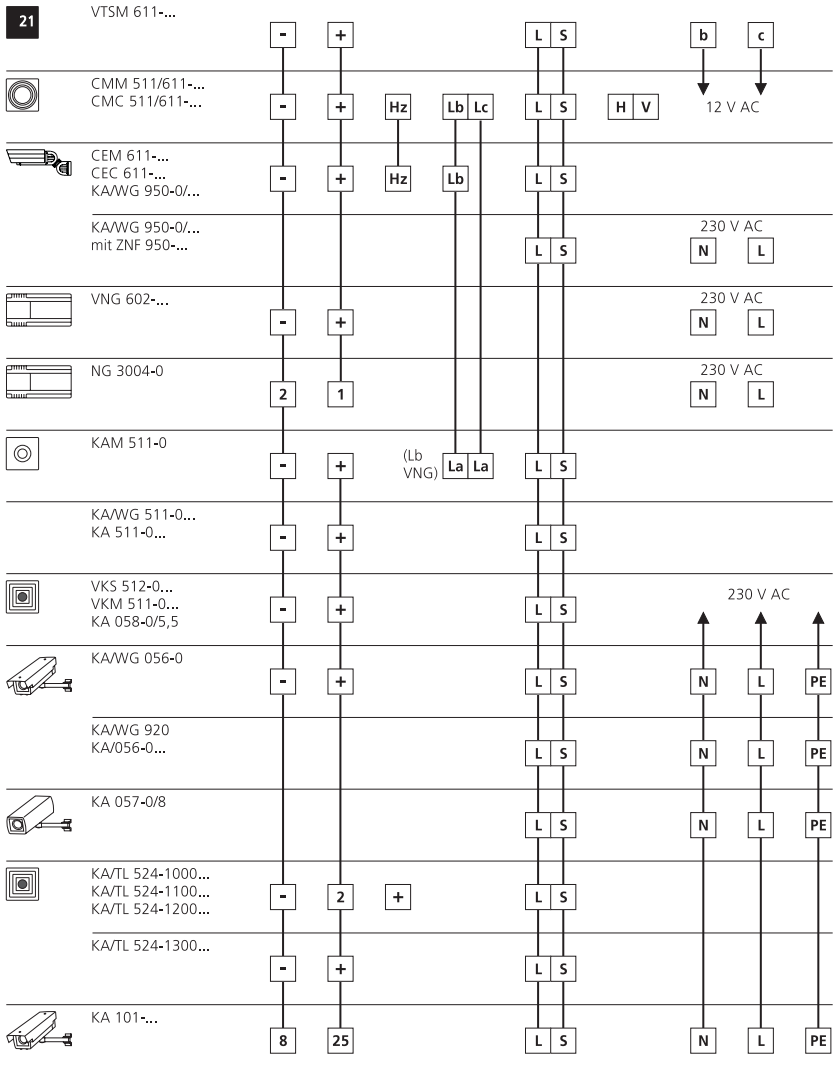 21
VTSM 611-...
- + L S b c
CMM 511/611-...
CMC 511/611-...
- + Hz Lb Lc L S H V 12 V AC
CEM 611-...
CEC 611-...
KA/WG 950-0/...
- + Hz Lb L S
KA/WG 950-0/...
mit ZNF 950-...
230 V AC
L S N L
VNG 602-...
230 V AC
- + N L
NG 3004-0
230 V AC
2 1 N L
KAM 511-0
(Lb
VNG)
- + La La L S
KA/WG 511-0...
KA 511-0...
- + L S
VKS 512-0...
VKM 511-0...
KA 058-0/5,5
230 V AC
- + L S
KA/WG 056-0
- + L S N L PE
KA/WG 920
KA/056-0...
L S N L PE
KA 057-0/8
L S N L PE
KA/TL 524-1000...
KA/TL 524-1100...
KA/TL 524-1200...
- 2 + L S
KA/TL 524-1300...
- + L S
KA 101-...
8 25 L S N L PE